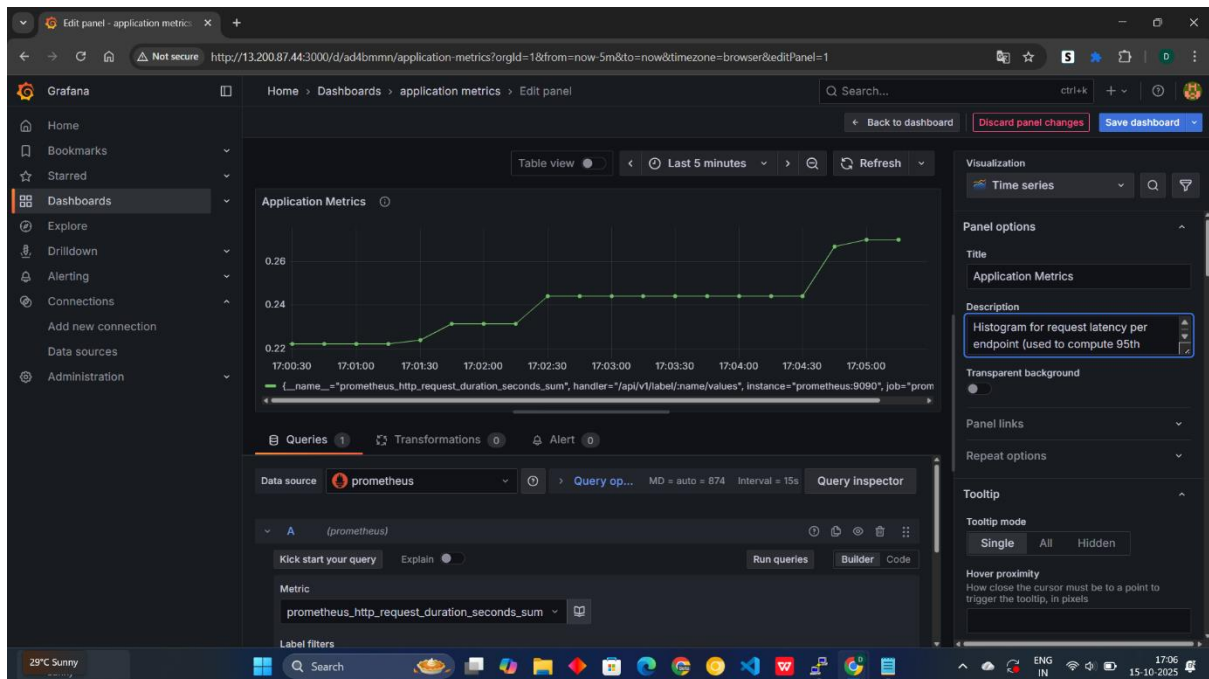 Edit panel - application metrics
Not secure http://13.200.87.44:3000/d/ad4bmmn/application-metrics?orgId=1&from=now-5m&to=now&timezone=browser&editPanel=1
S
D
Grafana
Home > Dashboards > application metrics > Edit panel
Search...
ctrl+k
Home
Bookmarks
Starred
Dashboards
Explore
Drilldown
Alerting
Connections
Add new connection
Data sources
Administration
Back to dashboard
Discard panel changes
Save dashboard
Table view
Last 5 minutes
Refresh
Application Metrics
0.26
0.24
0.22
17:00:30 17:01:00 17:01:30 17:02:00 17:02:30 17:03:00 17:03:30 17:04:00 17:04:30 17:05:00
{__name__="prometheus_http_request_duration_seconds_sum", handler="/api/v1/label/:name/values", instance="prometheus:9090", job="prom
Queries 1
Transformations 0
Alert 0
Data source prometheus
Query op...
MD = auto = 874 Interval = 15s
Query inspector
A (prometheus)
Kick start your query
Explain
Run queries
Builder Code
Metric
prometheus_http_request_duration_seconds_sum
Label filters
Visualization
Time series
Panel options
Title
Application Metrics
Description
Histogram for request latency per
endpoint (used to compute 95th
Transparent background
Panel links
Repeat options
Tooltip
Tooltip mode
Single All Hidden
Hover proximity
How close the cursor must be to a point to
trigger the tooltip, in pixels
29°C Sunny
Search
ENG
IN
17:06
15-10-2025